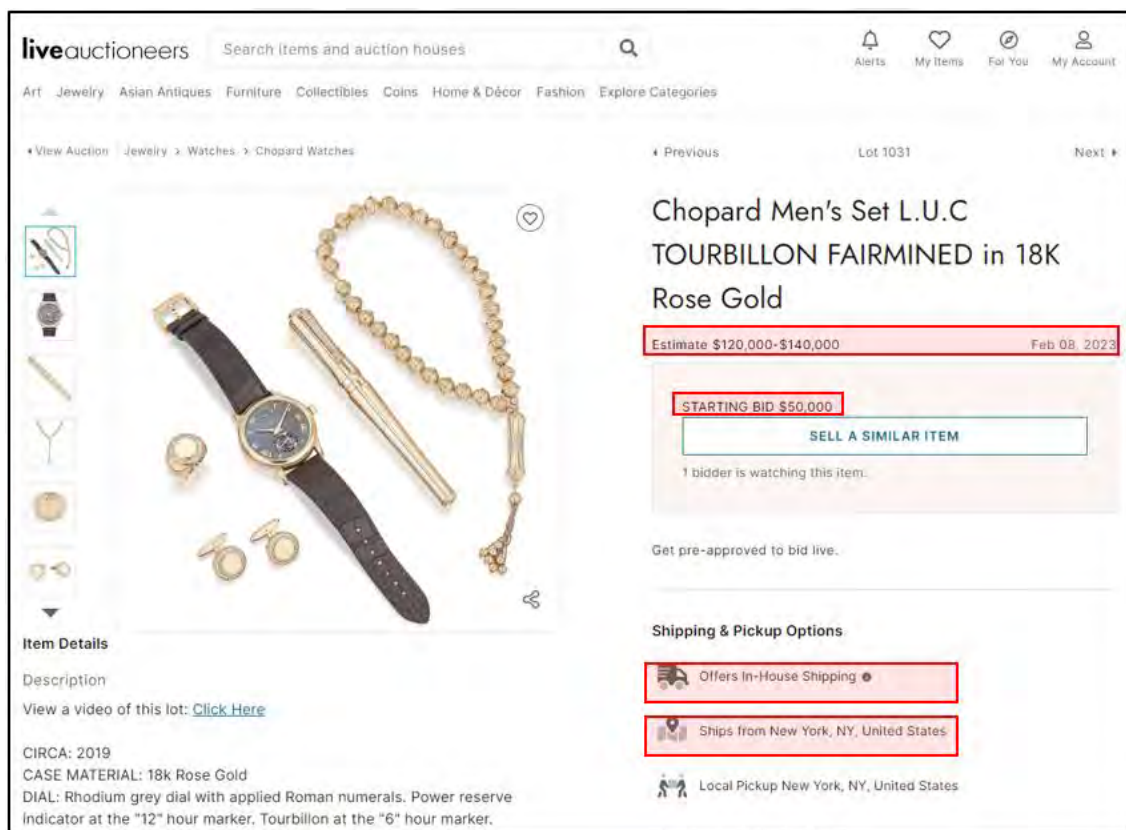 liveauctioneers
Search items and auction houses
Alerts My Items For You My Account
Art Jewelry Asian Antiques Furniture Collectibles Coins Home & Décor Fashion Explore Categories
View Auction Jewelry > Watches > Chopard Watches
Previous Lot 1031 Next
Chopard Men's Set L.U.C
TOURBILLON FAIRMINED in 18K
Rose Gold
Estimate $120,000-$140,000 Feb 08, 2023
STARTING BID $50,000
SELL A SIMILAR ITEM
1 bidder is watching this item.
Get pre-approved to bid live.
Shipping & Pickup Options
Offers In-House Shipping
Ships from New York, NY, United States
Local Pickup New York, NY, United States
Item Details
Description
View a video of this lot: Click Here
CIRCA: 2019
CASE MATERIAL: 18k Rose Gold
DIAL: Rhodium grey dial with applied Roman numerals. Power reserve
indicator at the "12" hour marker. Tourbillon at the "6" hour marker.